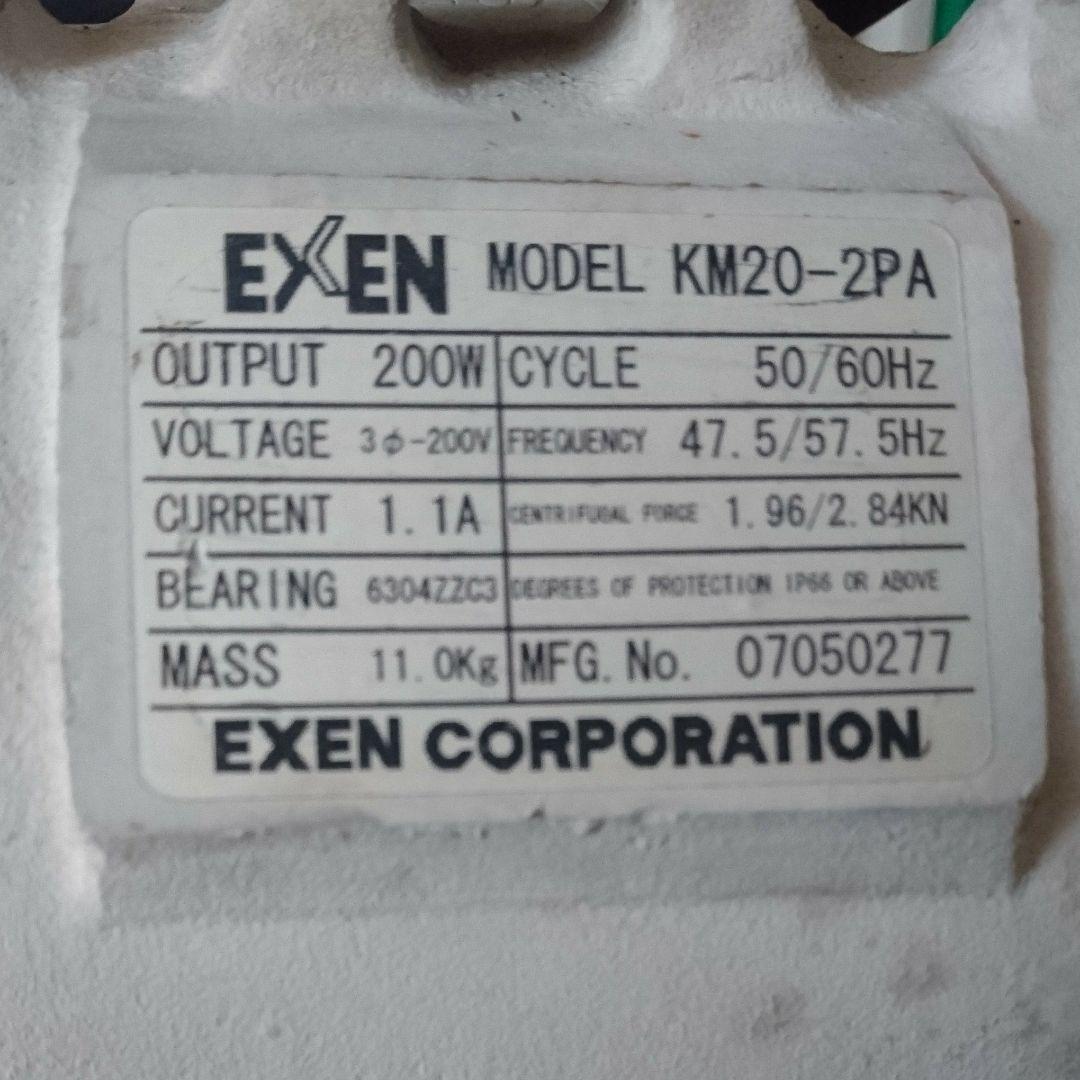 EXEN MODEL KM20-2PA
OUTPUT 200W CYCLE 50/60Hz
VOLTAGE 3φ-200V FREQUENCY 47.5/57.5Hz
CURRENT 1.1A CENTRIFUGAL FORCE 1.96/2.84KN
BEARING 6304ZZC3 DEGREES OF PROTECTION IP66 OR ABOVE
MASS 11.0Kg MFG.No. 07050277
EXEN CORPORATION